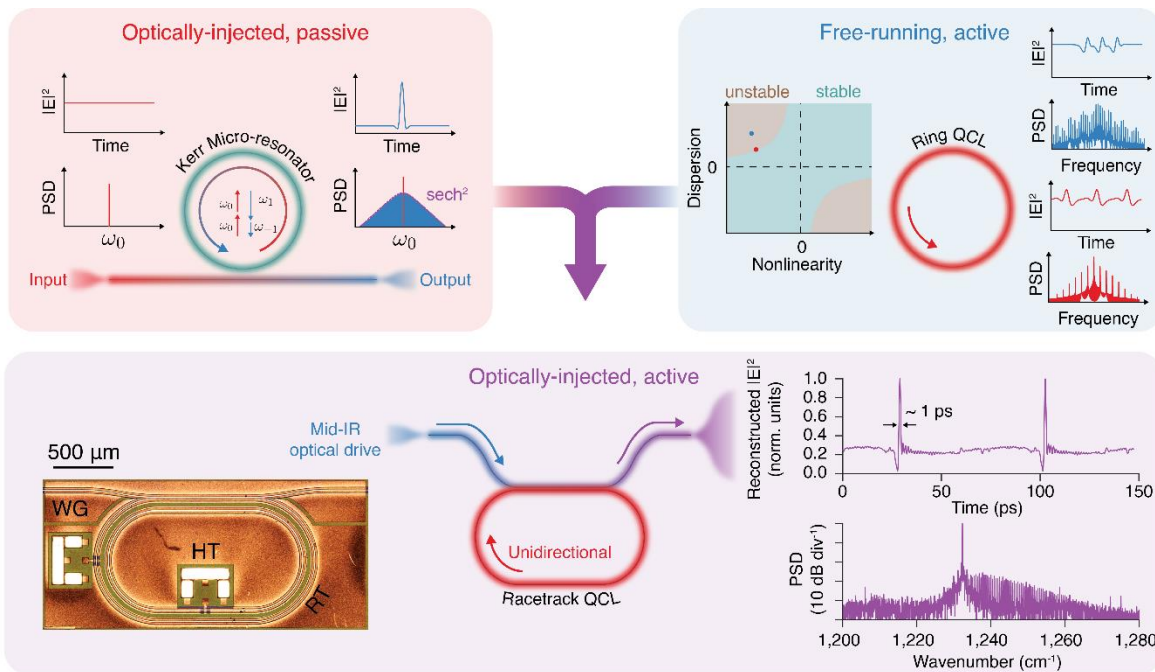 Optically-injected, passive
|E|²
Time
PSD
ω₀
Kerr Micro-resonator
ω₀ ω₁
ω₀ ω₋₁
|E|²
Time
PSD
sech²
ω₀
Input
Output
Free-running, active
unstable stable
Dispersion
0
0
Nonlinearity
Ring QCL
|E|²
Time
PSD
Frequency
|E|²
Time
PSD
Frequency
Optically-injected, active
500 μm
WG
HT
RT
Mid-IR
optical drive
Unidirectional
Racetrack QCL
Reconstructed |E|²
(norm. units)
1.0
0.8
0.6
0.4
0.2
0.0
~ 1 ps
0 50 100 150
Time (ps)
PSD
(10 dB div⁻¹)
1,200 1,220 1,240 1,260 1,280
Wavenumber (cm⁻¹)